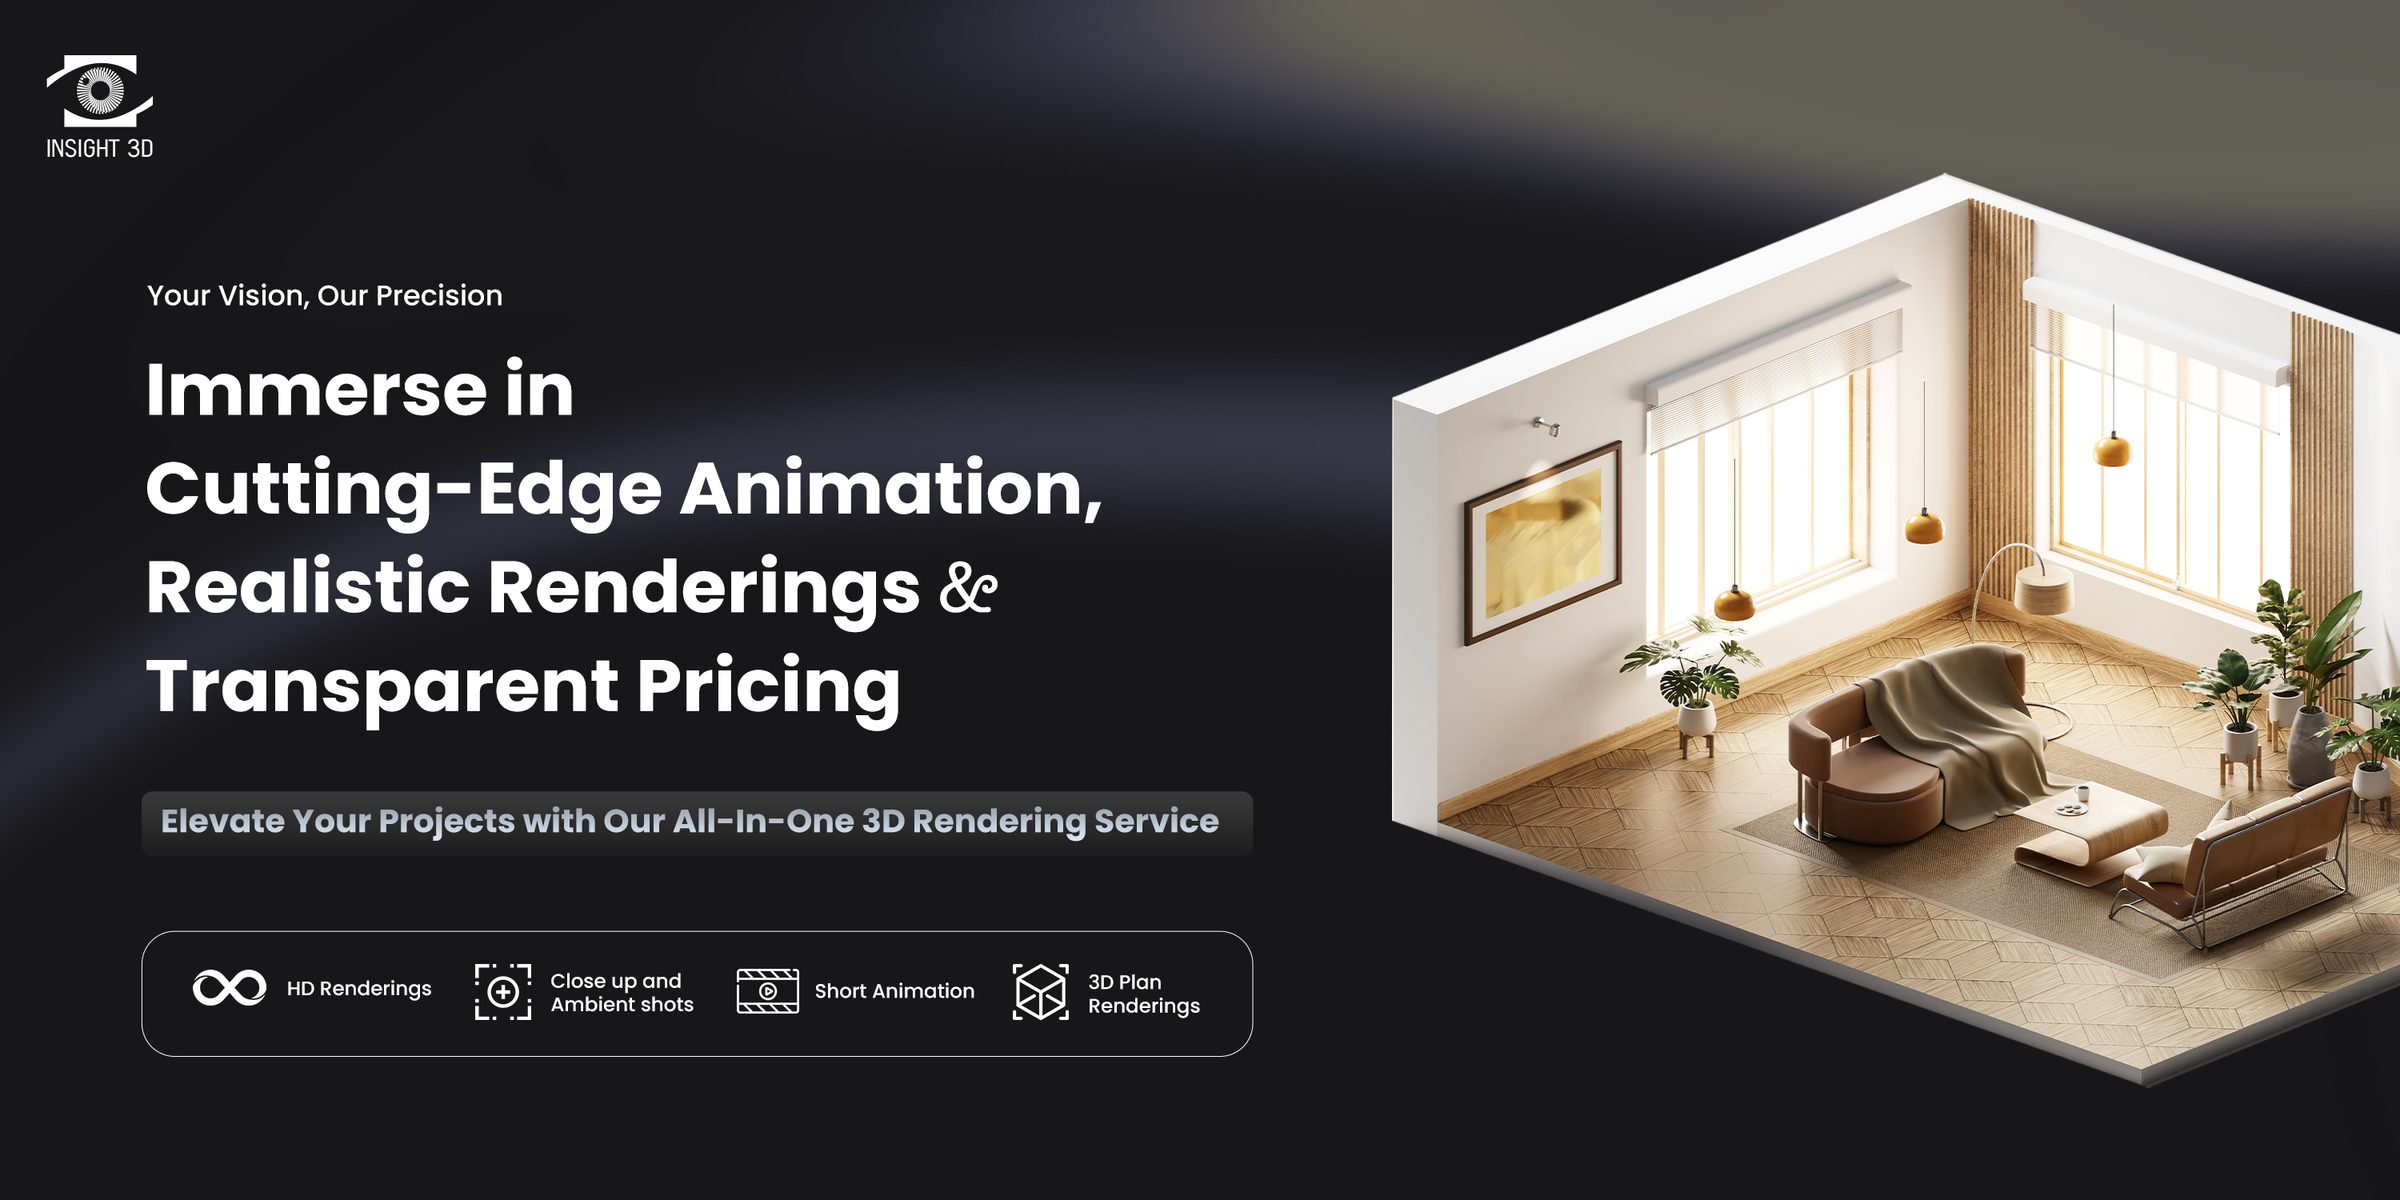 INSIGHT 3D
Your Vision, Our Precision
Immerse in
Cutting-Edge Animation,
Realistic Renderings &
Transparent Pricing
Elevate Your Projects with Our All-In-One 3D Rendering Service
HD Renderings
Close up and
Ambient shots
Short Animation
3D Plan
Renderings